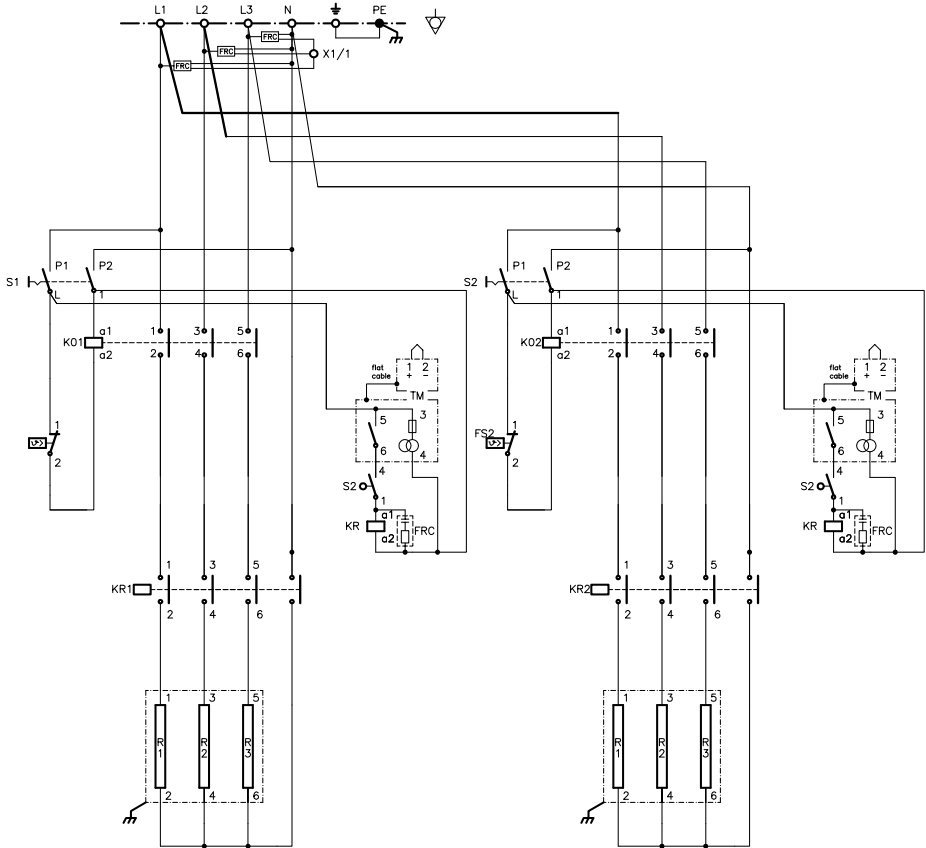 L1 L2 L3 N PE
FRC
FRC X1/1
FRC
P1 P2 P1 P2
S1 S2
L 1 L 1
a1 1 3 5 a1 1 3 5
K01 K02
a2 2 4 6 a2 2 4 6
flat 1 2 flat 1 2
cable + − cable + −
TM TM
5 3 5 3
1 FS2 1
6 4 6 4
2 4 2 4
S2 S2
1 1
a1 a1
KR FRC KR FRC
a2 a2
1 3 5 1 3 5
KR1 KR2
2 4 6 2 4 6
1 3 5 1 3 5
R1 R2 R3 R1 R2 R3
2 4 6 2 4 6